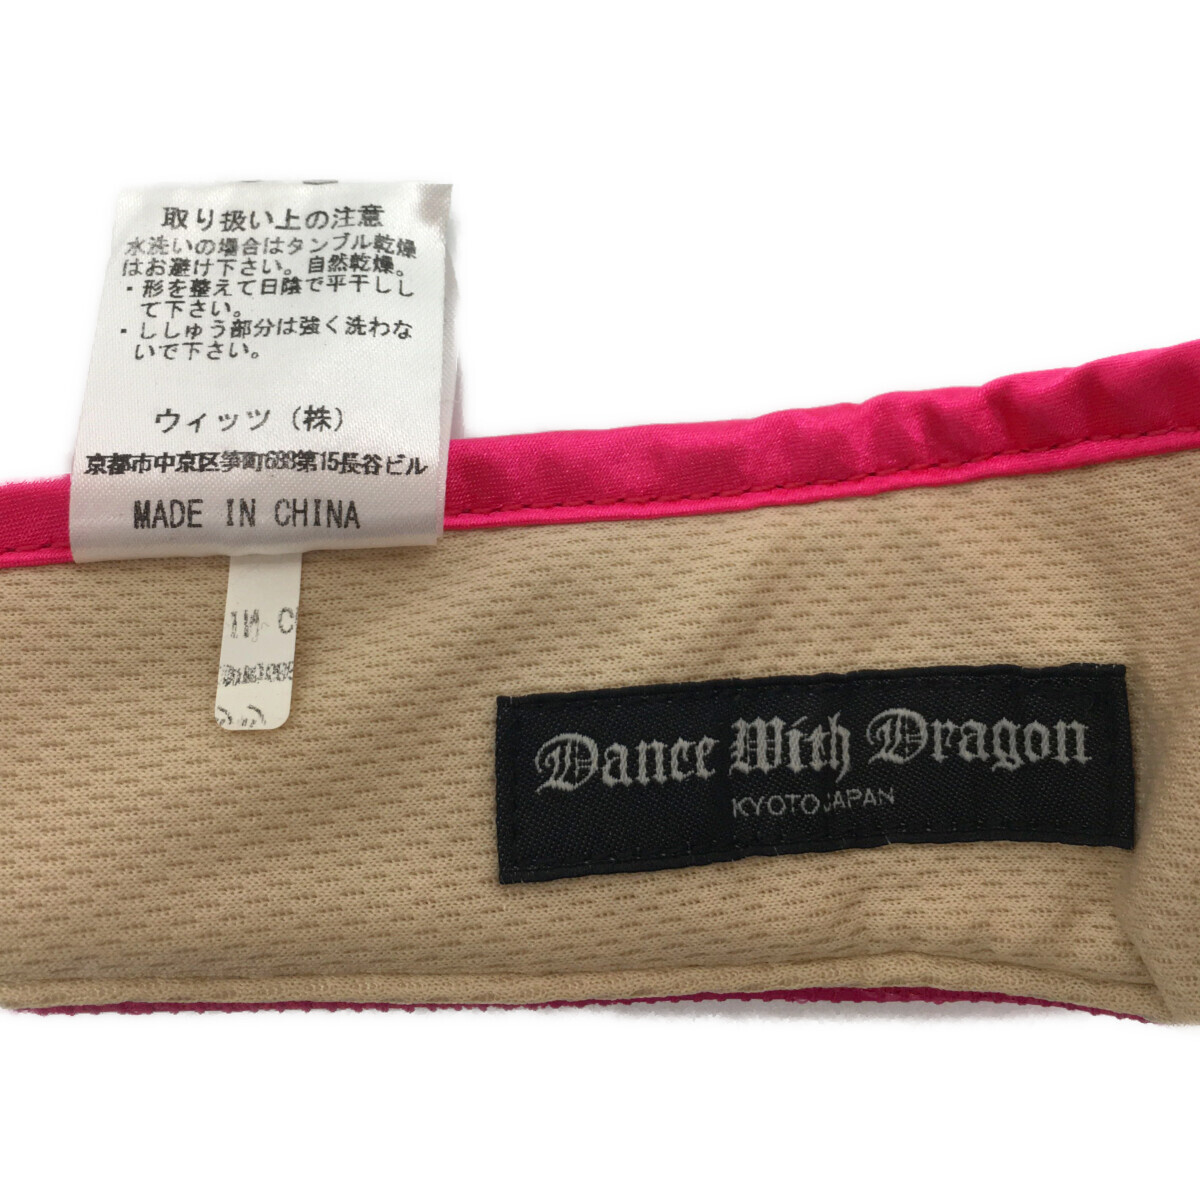 取り扱い上の注意
水洗いの場合はタンブル乾燥
はお避け下さい。自然乾燥。
・形を整えて日陰で平干しし
て下さい。
・ししゅう部分は強く洗わな
いで下さい。
ウィッツ（株）
京都市中京区笋町688第15長谷ビル
MADE IN CHINA
Dance With Dragon
KYOTO JAPAN